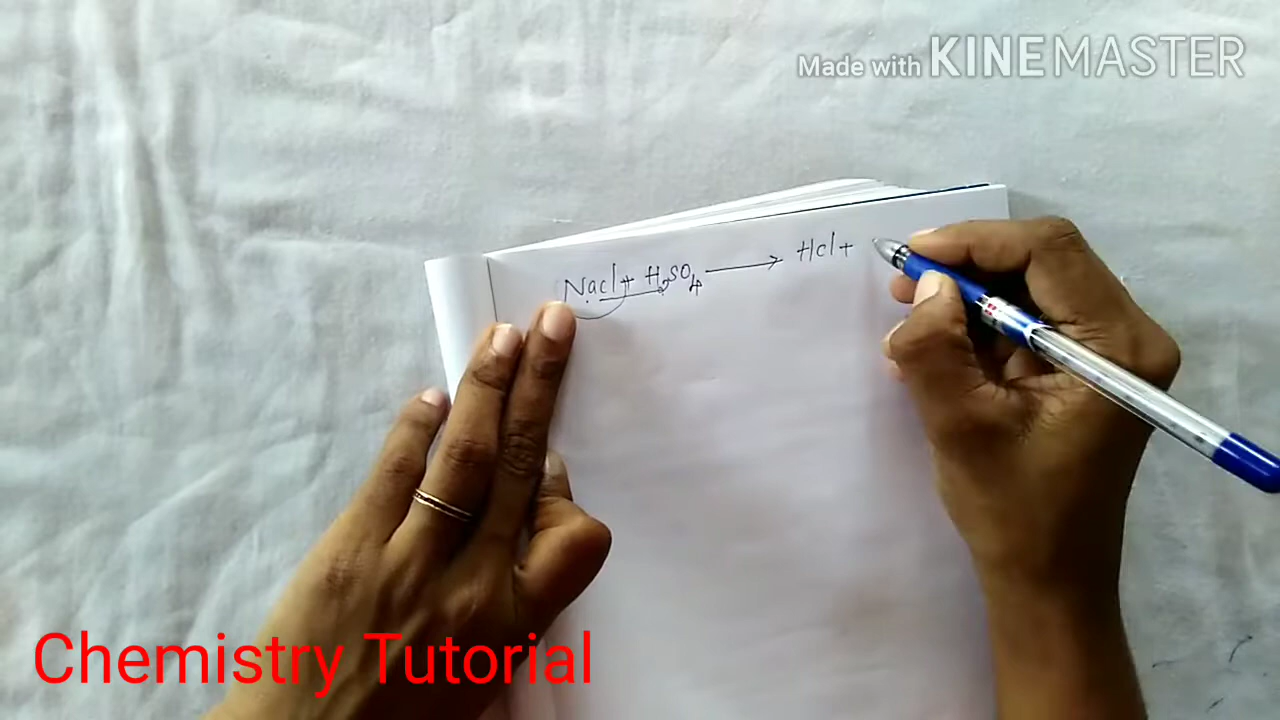 Made with KINEMASTER
Nacl + H₂SO₄ ⟶ Hcl +
Chemistry Tutorial